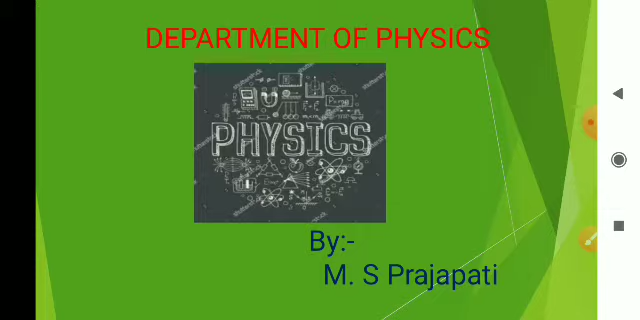 DEPARTMENT OF PHYSICS
PHYSICS
By:-
M. S Prajapati